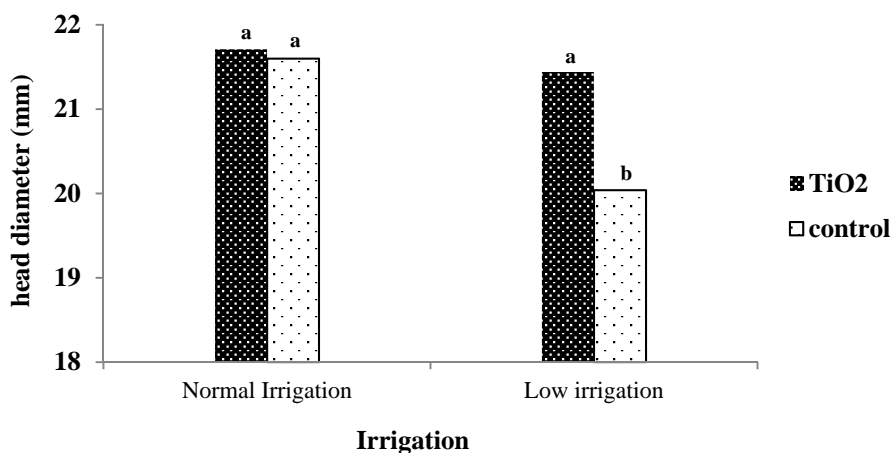 head diameter (mm)
22
21
20
19
18
a
a
a
b
Normal Irrigation
Low irrigation
Irrigation
TiO2
control